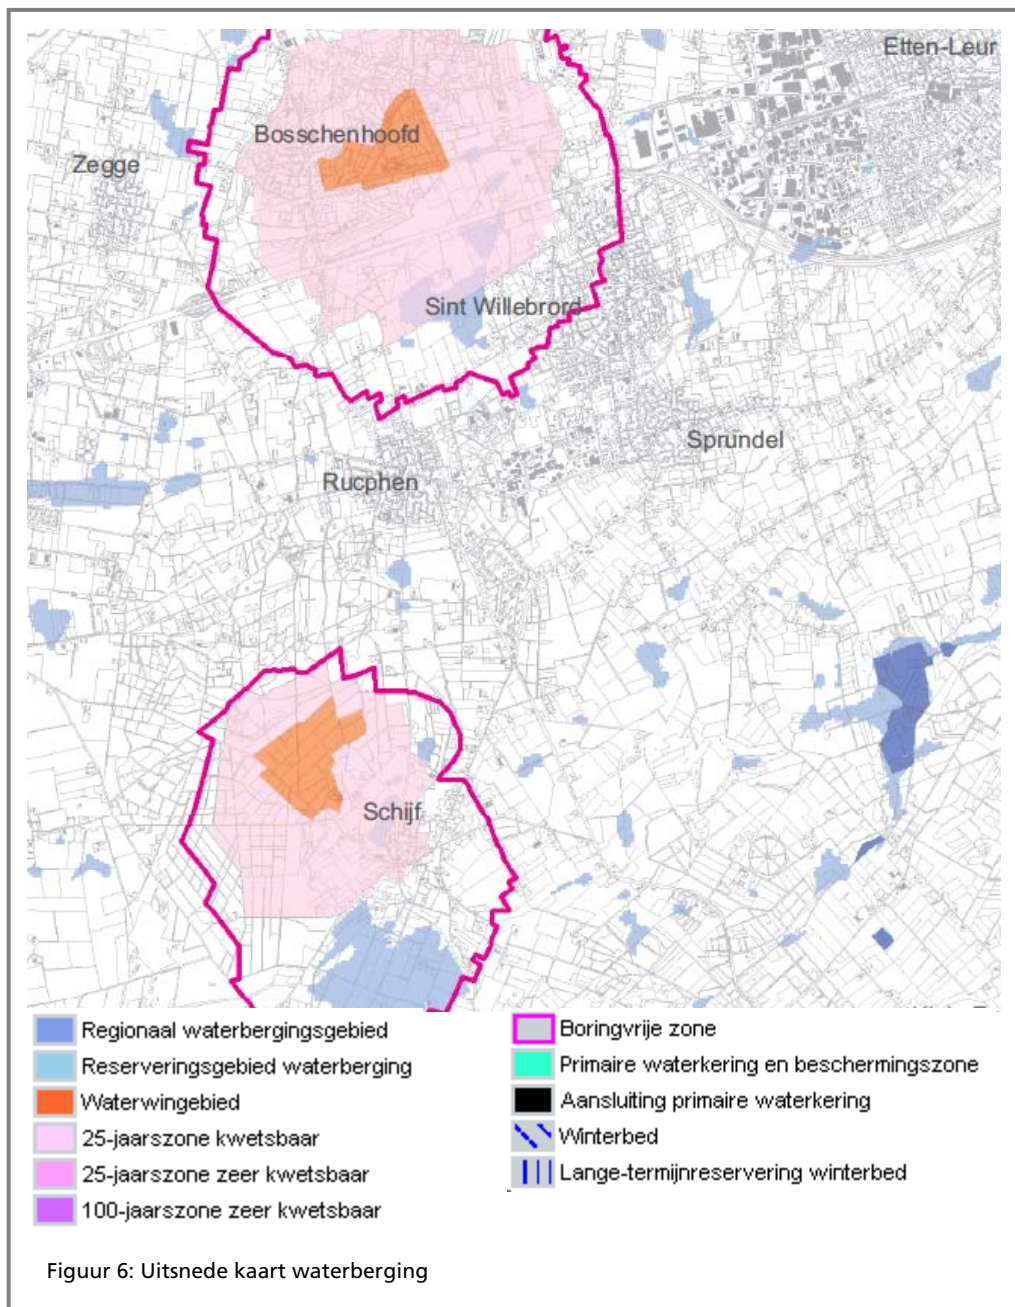 Etten-Leur
Bosschenhoofd
Zegge
Sint Willebrord
Sprundel
Rucphen
Schijf
Regionaal waterbergingsgebied
Reserveringsgebied waterberging
Waterwingebied
25-jaarszone kwetsbaar
25-jaarszone zeer kwetsbaar
100-jaarszone zeer kwetsbaar
Boringvrije zone
Primaire waterkering en beschermingszone
Aansluiting primaire waterkering
Winterbed
Lange-termijnreservering winterbed
Figuur 6: Uitsnede kaart waterberging